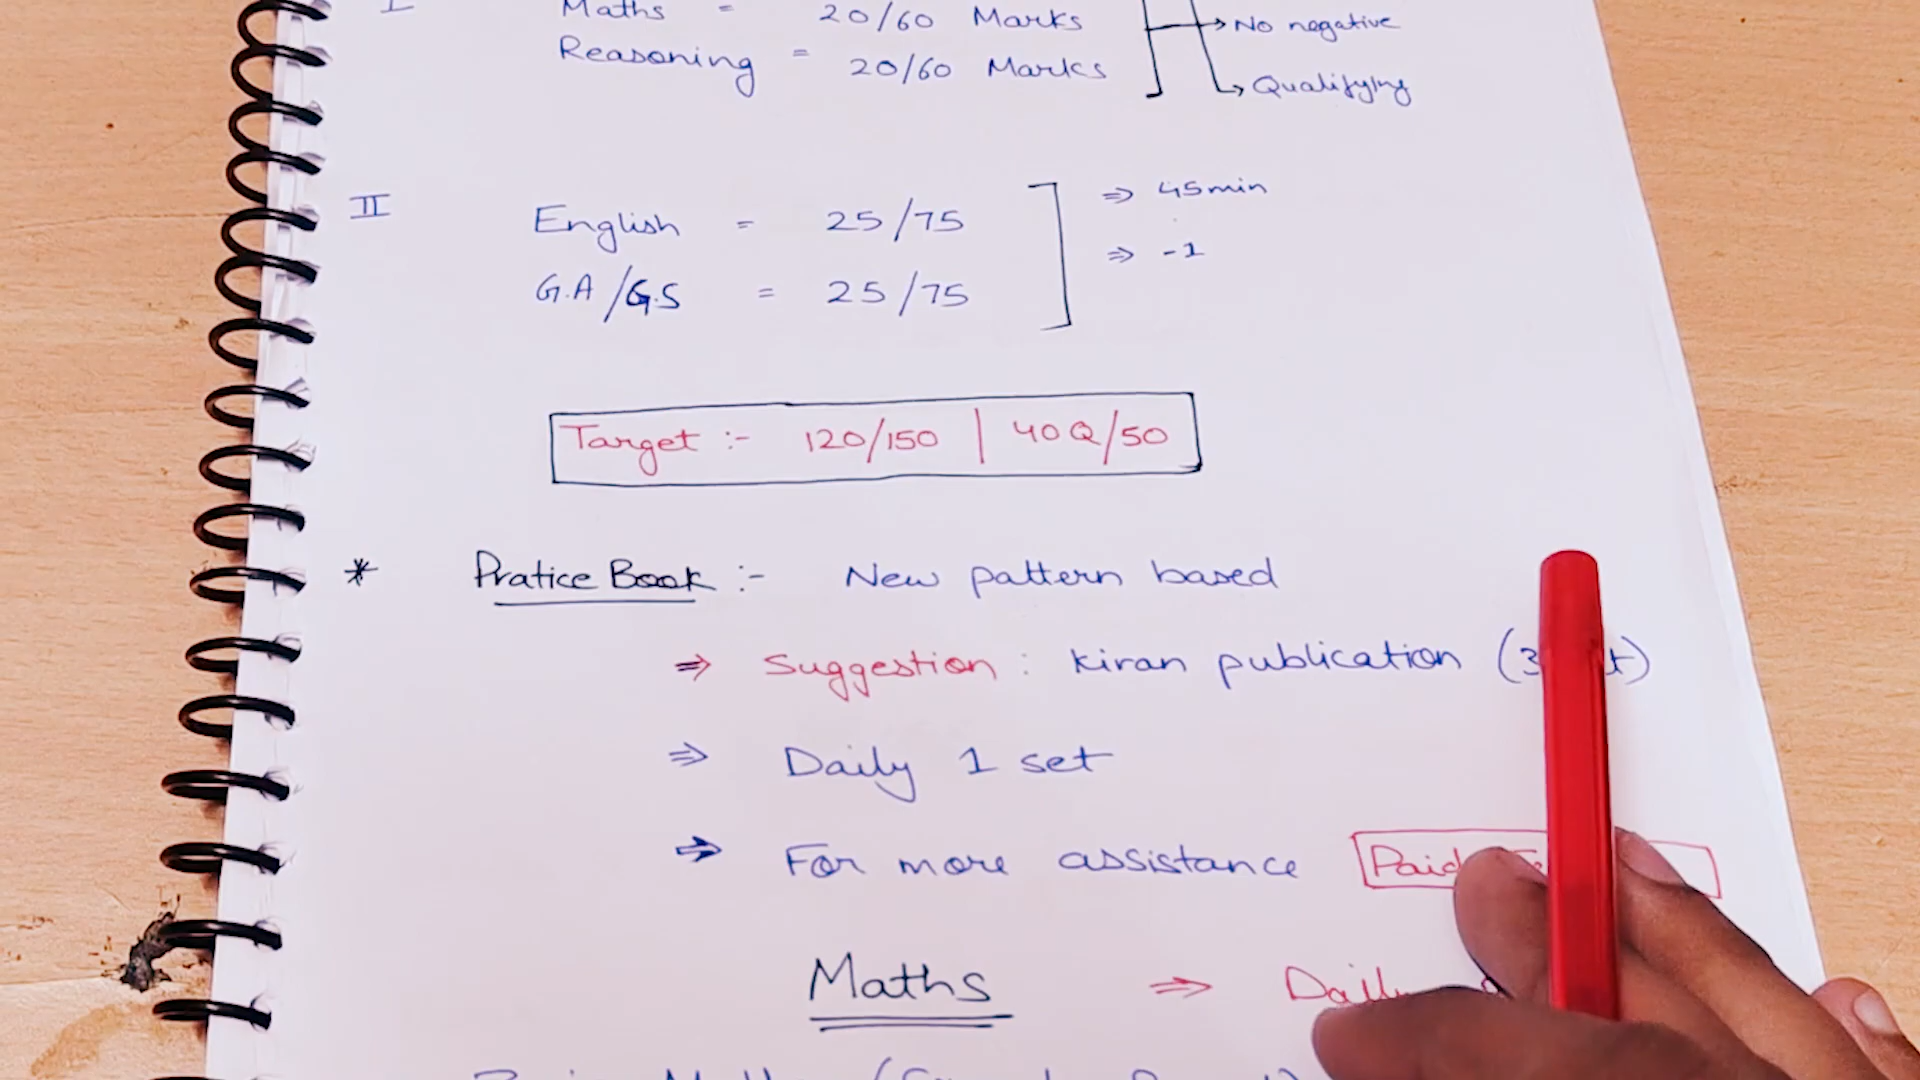 I
Maths = 20/60 Marks
Reasoning = 20/60 Marks
→ No negative
→ Qualifying
II
English = 25/75
G.A/G.S = 25/75
⇒ 45min
⇒ -1
Target :- 120/150 | 40Q/50
* Pratice Book :- New pattern based
⇒ Suggestion : Kiran publication
⇒ Daily 1 set
⇒ For more assistance Paid
Maths ⇒ Daily